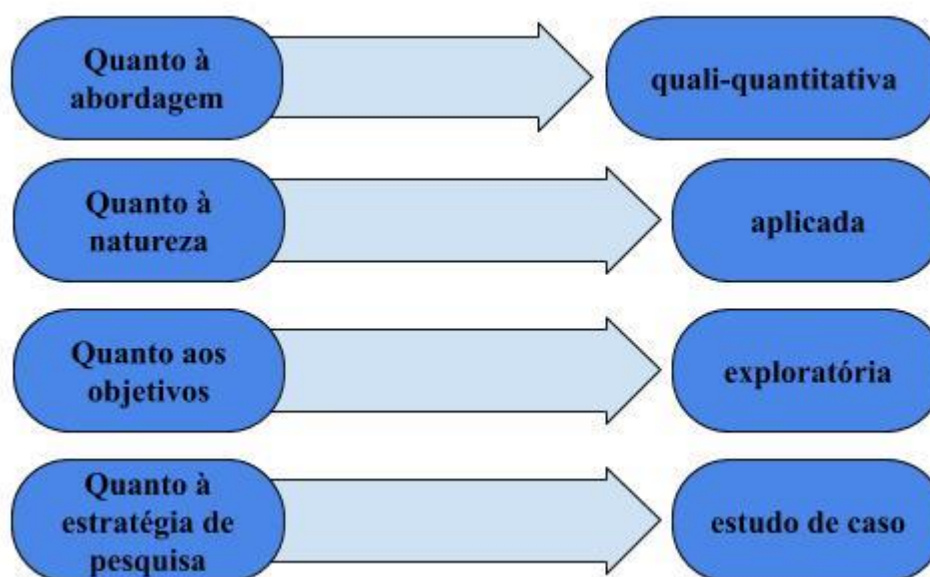 Quanto à
abordagem
quali-quantitativa
Quanto à
natureza
aplicada
Quanto aos
objetivos
exploratória
Quanto à
estratégia de
pesquisa
estudo de caso